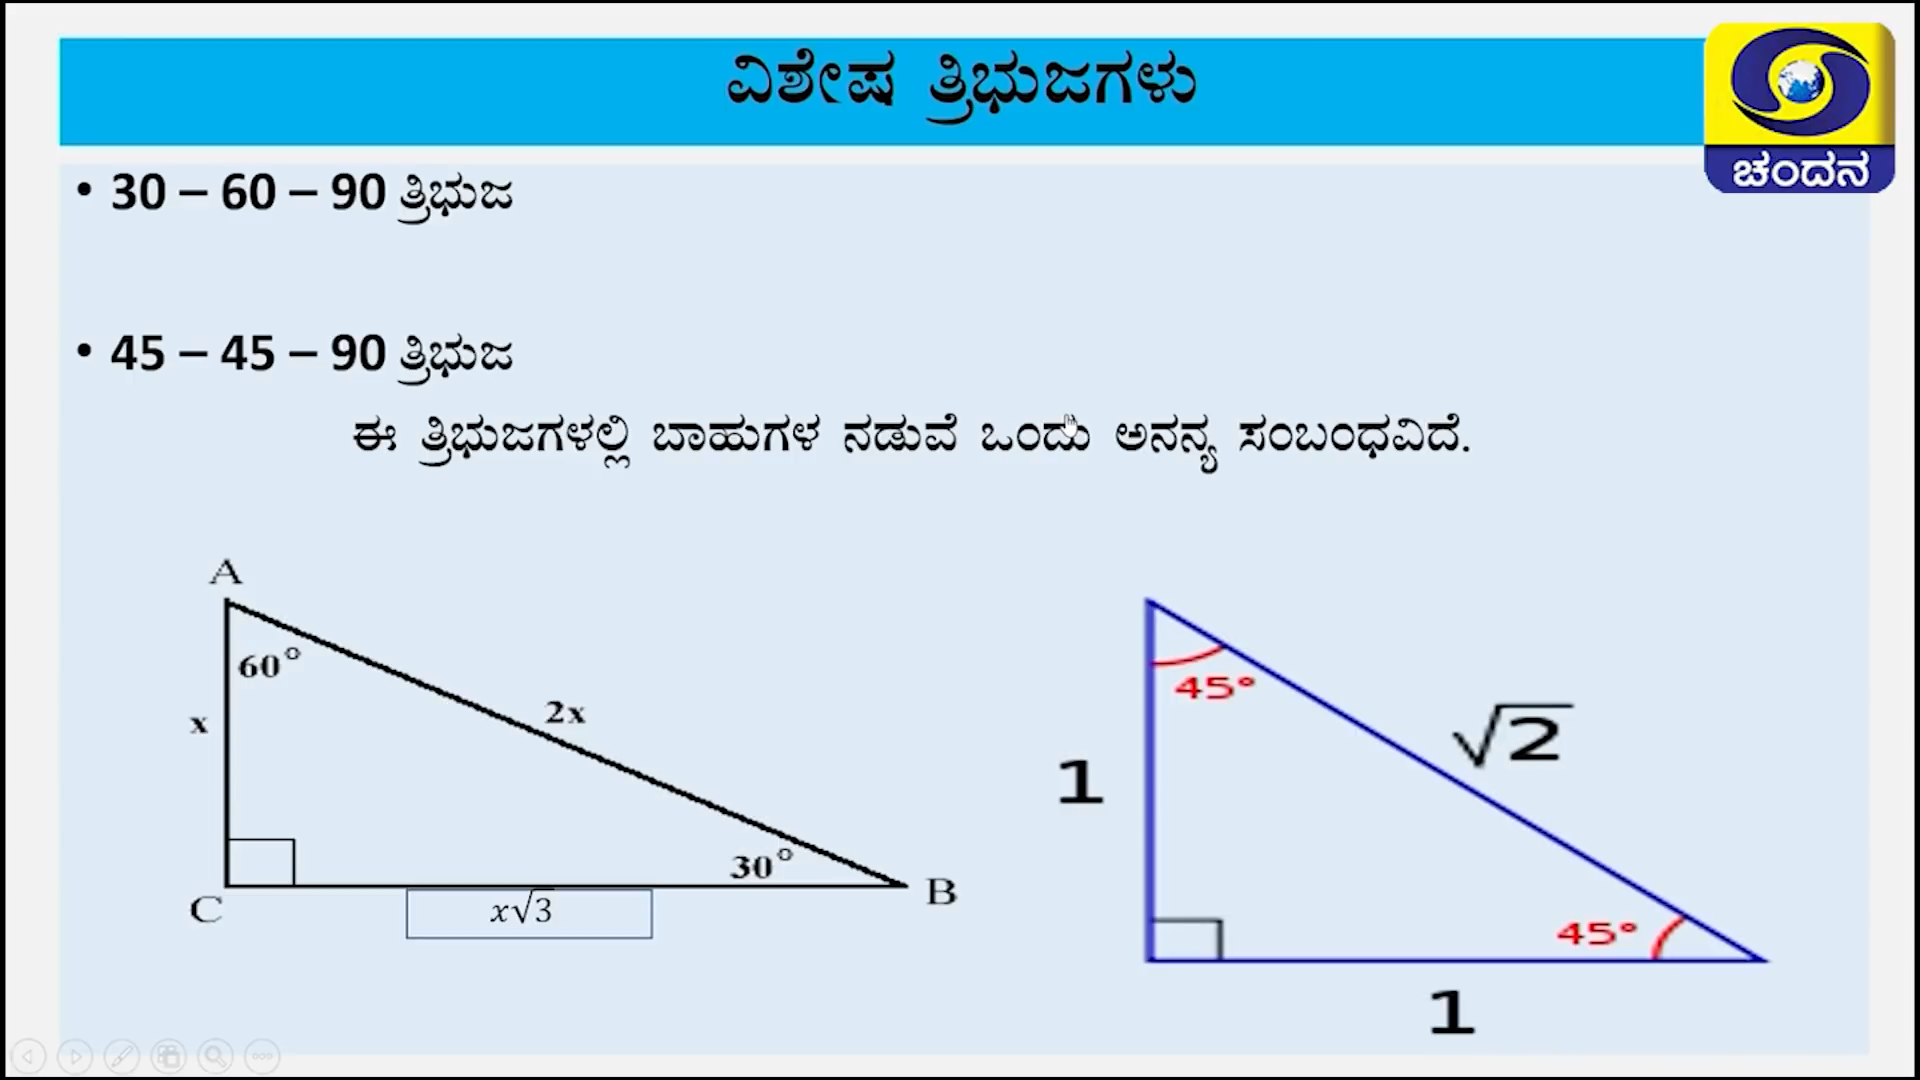 ವಿಶೇಷ ತ್ರಿಭುಜಗಳು
ಚಂದನ
• 30 – 60 – 90 ತ್ರಿಭುಜ
• 45 – 45 – 90 ತ್ರಿಭುಜ
ಈ ತ್ರಿಭುಜಗಳಲ್ಲಿ ಬಾಹುಗಳ ನಡುವೆ ಒಂದು ಅನನ್ಯ ಸಂಬಂಧವಿದೆ.
A
60°
x
2x
30°
C
B
x√3
45°
√2
1
45°
1